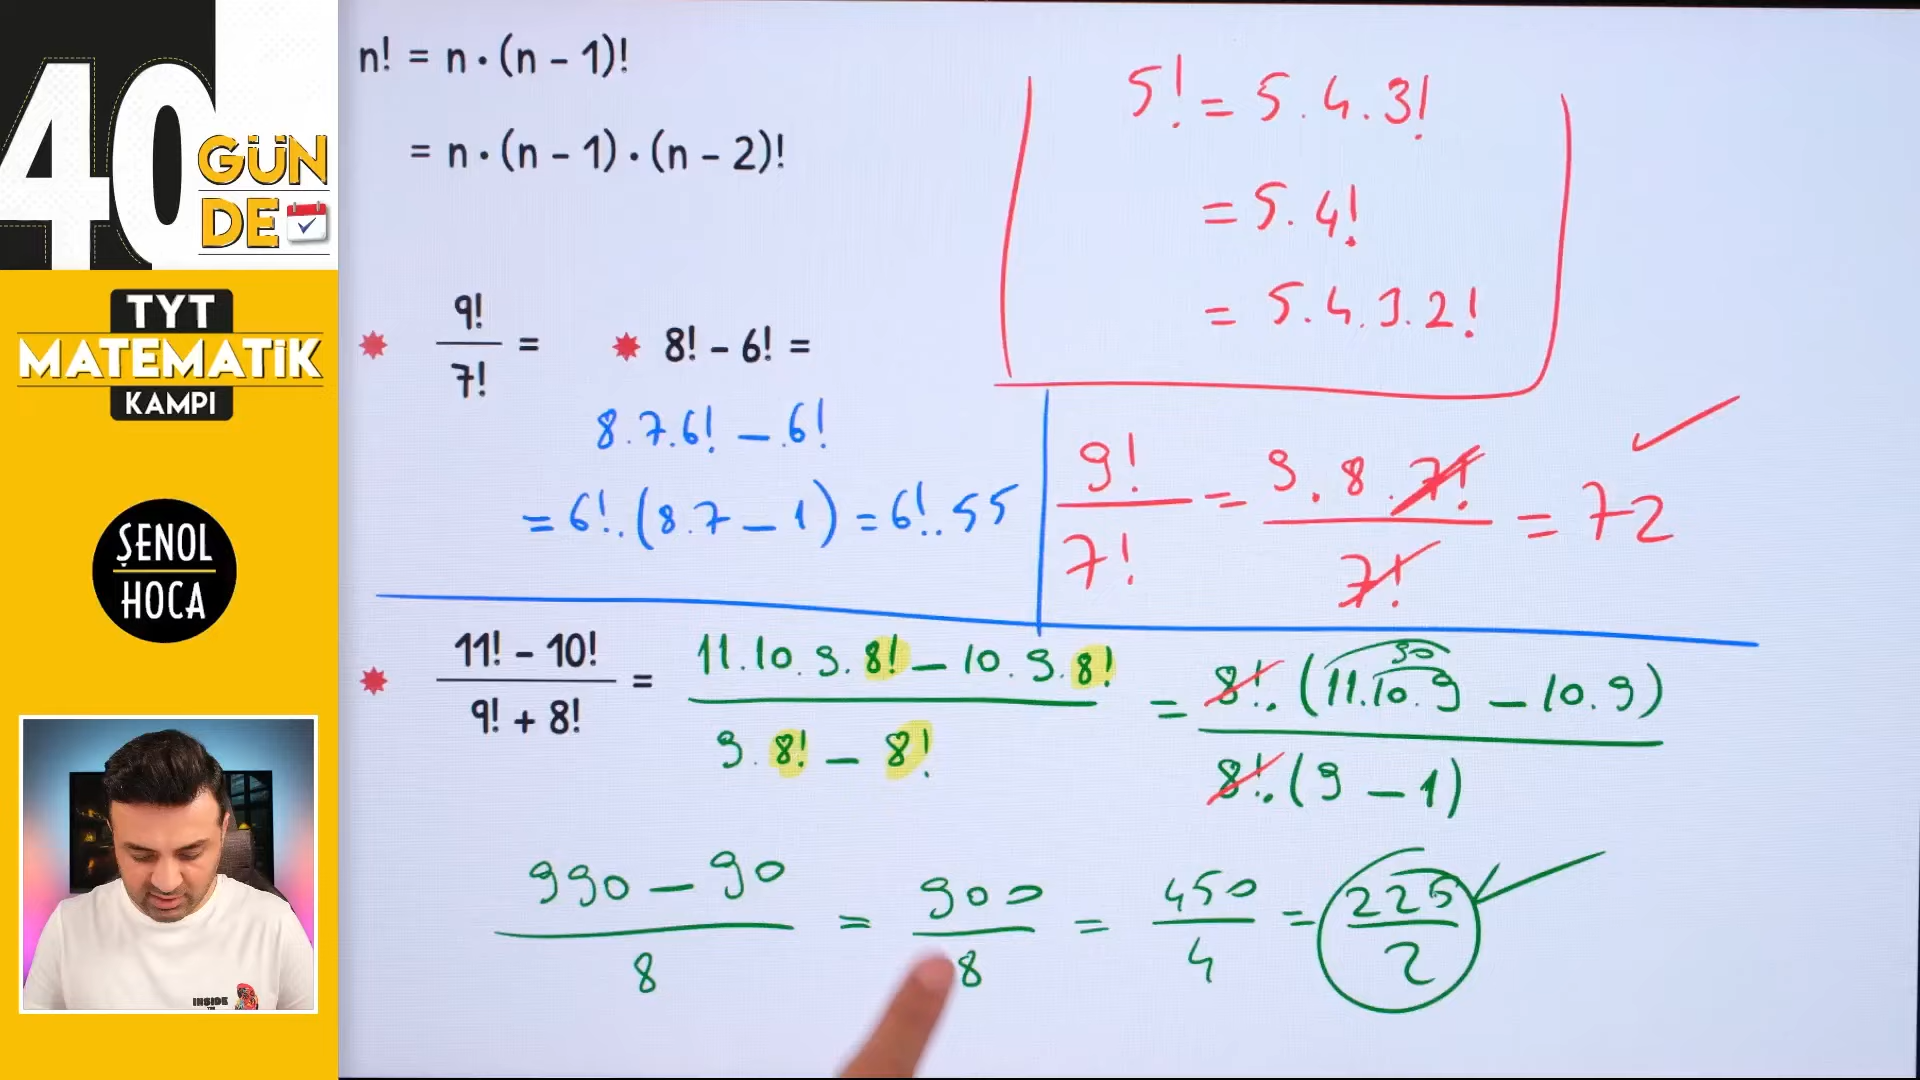 40
GÜN
DE
TYT
MATEMATİK
KAMPI
ŞENOL
HOCA
INSIDE
n! = n · (n - 1)!
= n · (n - 1) · (n - 2)!
5! = 5.4.3!
= 5.4!
= 5.4.3.2!
9!/7! =
8! - 6! =
8.7.6! - 6!
= 6!.(8.7 - 1) = 6!.55
9!/7! = 9.8.7!/7! = 72
(11! - 10!)/(9! + 8!) = (11.10.9.8! - 10.9.8!)/(9.8! - 8!) = 8!.(11.10.9 - 10.9)/8!.(9 - 1)
90
(990 - 90)/8 = 900/8 = 450/4 = 225/2